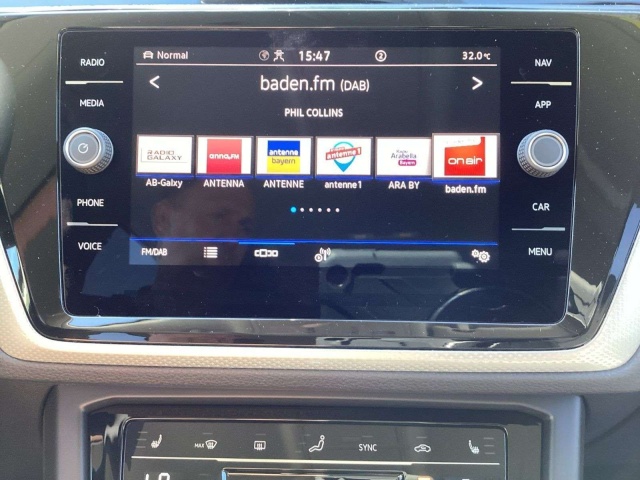 RADIO
MEDIA
PHONE
VOICE
Normal
15:47
2
32.0°C
< baden.fm (DAB) >
PHIL COLLINS
RADIO GALAXY
antenne bayern
antenne 1
Radio Arabella Bayern
on air
AB-Galxy ANTENNA ANTENNE antenne1 ARA BY baden.fm
FM/DAB
NAV
APP
CAR
MENU
MAX
SYNC